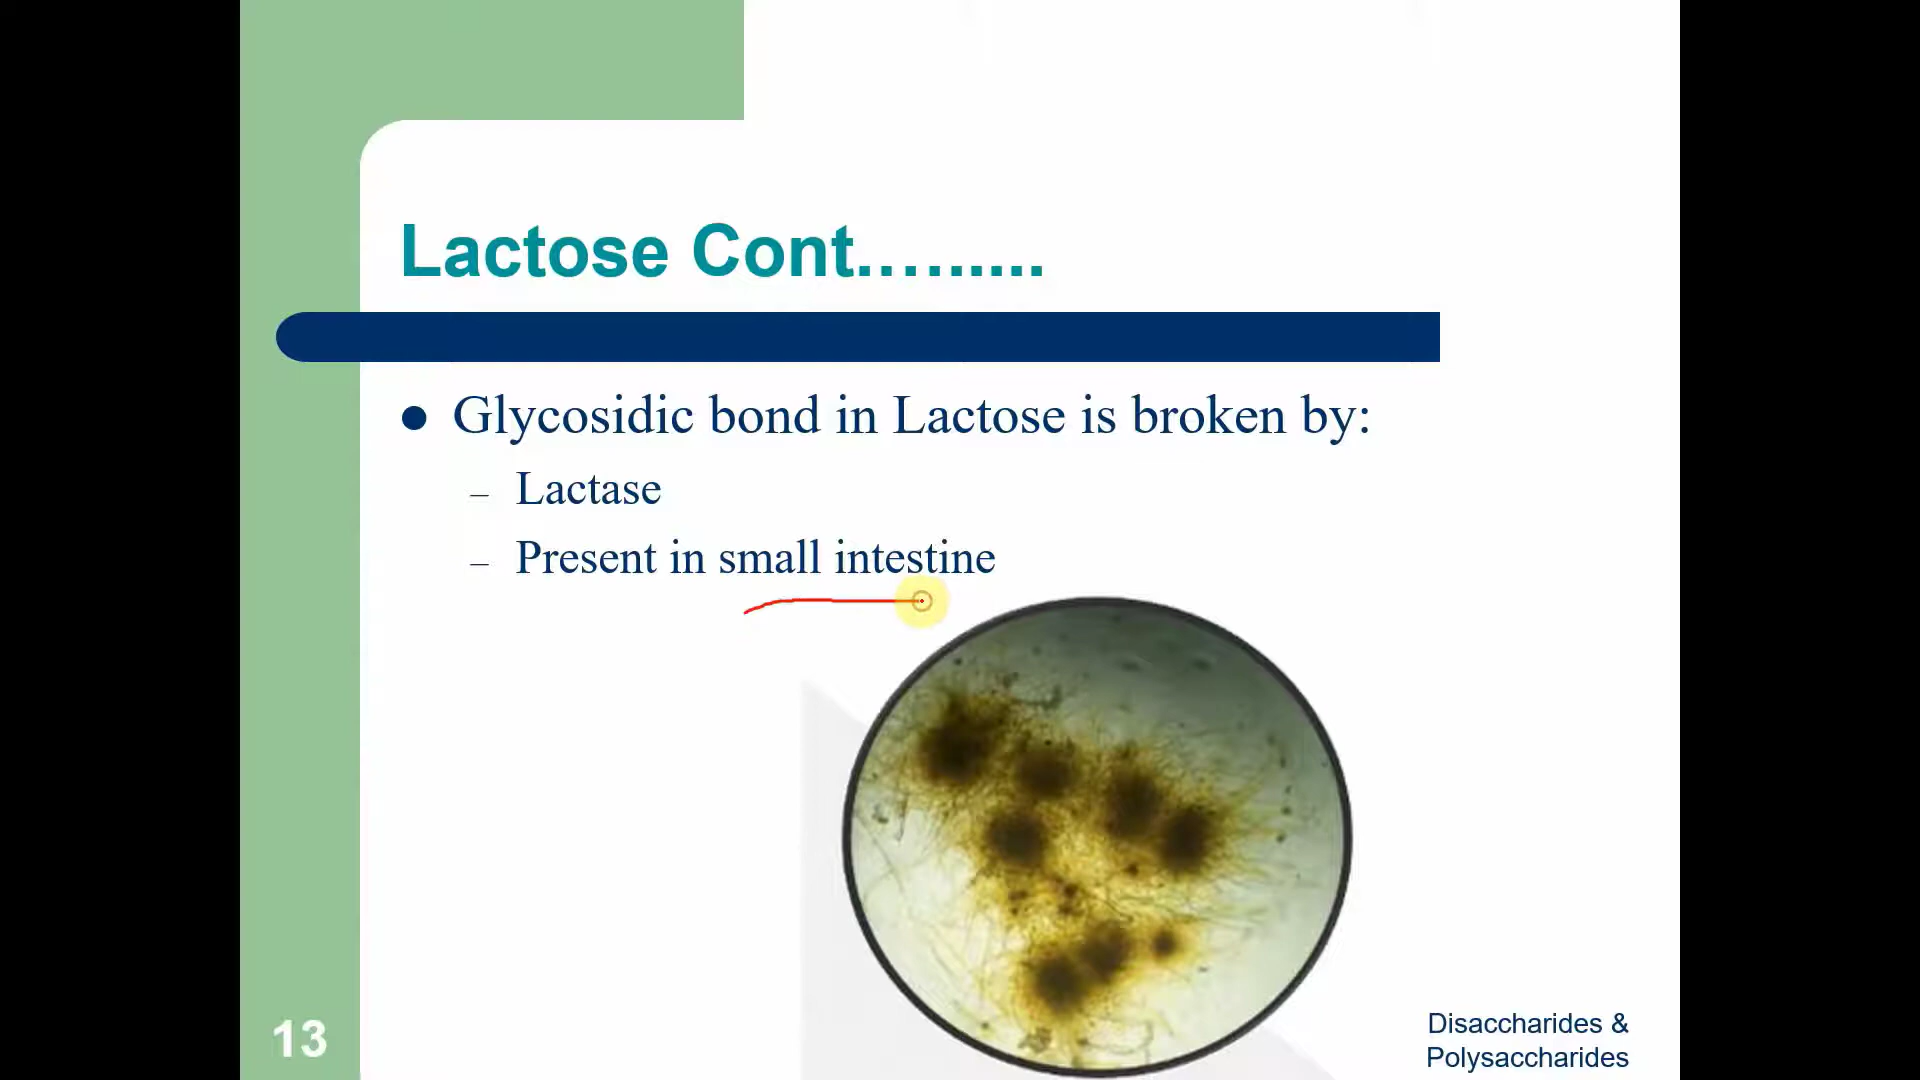 Lactose Cont.….....
Glycosidic bond in Lactose is broken by:
– Lactase
– Present in small intestine
13
Disaccharides &
Polysaccharides